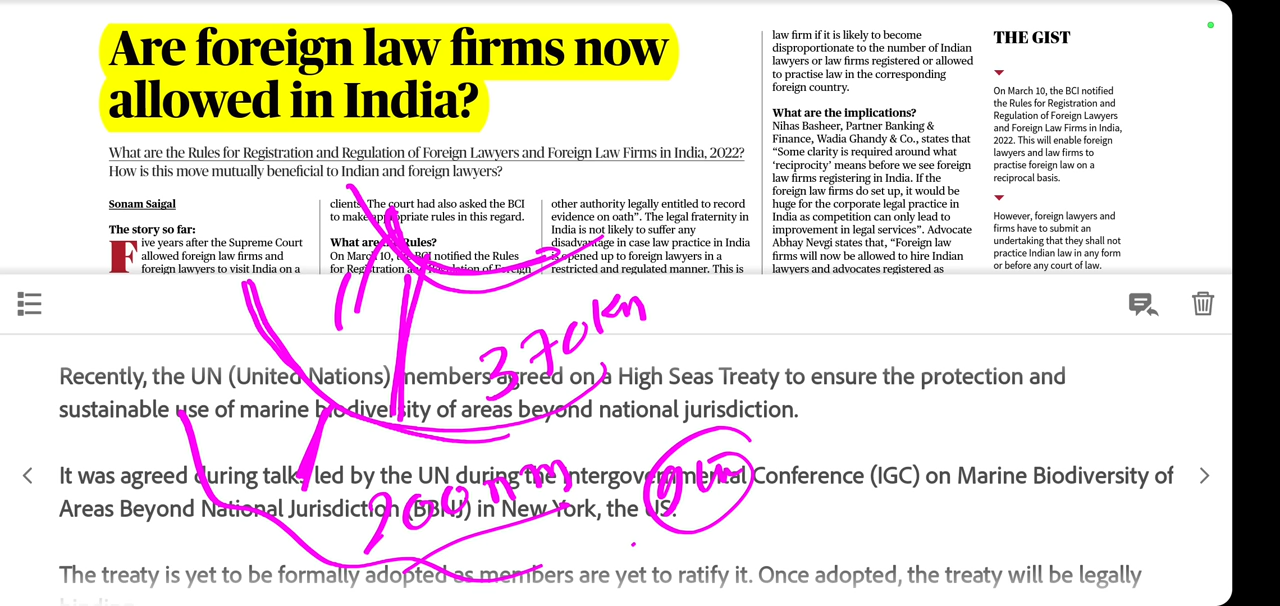 Are foreign law firms now
allowed in India?
What are the Rules for Registration and Regulation of Foreign Lawyers and Foreign Law Firms in India, 2022?
How is this move mutually beneficial to Indian and foreign lawyers?
Sonam Saigal
The story so far:
Five years after the Supreme Court
allowed foreign law firms and
foreign lawyers to visit India on a
clients. The court had also asked the BCI
to make appropriate rules in this regard.
What are the Rules?
On March 10, the BCI notified the Rules
for Registration and Regulation of Foreign
other authority legally entitled to record
evidence on oath”. The legal fraternity in
India is not likely to suffer any
disadvantage in case law practice in India
is opened up to foreign lawyers in a
restricted and regulated manner. This is
law firm if it is likely to become
disproportionate to the number of Indian
lawyers or law firms registered or allowed
to practise law in the corresponding
foreign country.
What are the implications?
Nihas Basheer, Partner Banking &
Finance, Wadia Ghandy & Co., states that
“Some clarity is required around what
‘reciprocity’ means before we see foreign
law firms registering in India. If the
foreign law firms do set up, it would be
huge for the corporate legal practice in
India as competition can only lead to
improvement in legal services”. Advocate
Abhay Nevgi states that, “Foreign law
firms will now be allowed to hire Indian
lawyers and advocates registered as
THE GIST
On March 10, the BCI notified
the Rules for Registration and
Regulation of Foreign Lawyers
and Foreign Law Firms in India,
2022. This will enable foreign
lawyers and law firms to
practise foreign law on a
reciprocal basis.
However, foreign lawyers and
firms have to submit an
undertaking that they shall not
practice Indian law in any form
or before any court of law.
370km
Recently, the UN (United Nations) members agreed on a High Seas Treaty to ensure the protection and
sustainable use of marine biodiversity of areas beyond national jurisdiction.
It was agreed during talks led by the UN during the Intergovernmental Conference (IGC) on Marine Biodiversity of
Areas Beyond National Jurisdiction (BBNJ) in New York, the US.
200nm
The treaty is yet to be formally adopted as members are yet to ratify it. Once adopted, the treaty will be legally
binding